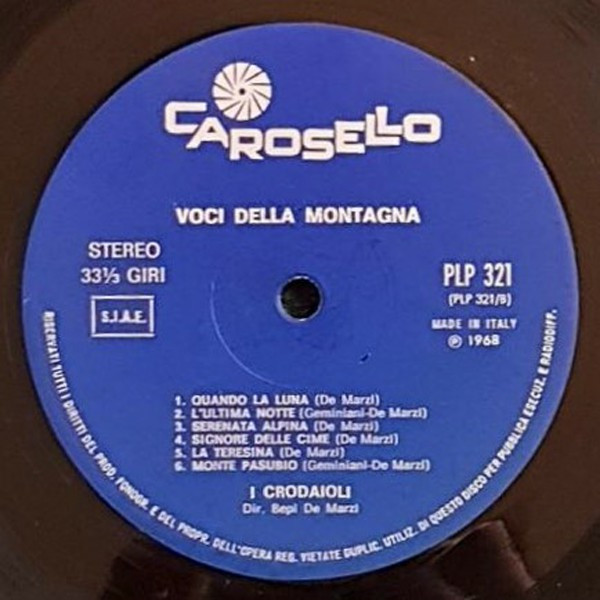 CAROSELLO
VOCI DELLA MONTAGNA
STEREO
33⅓ GIRI
S.I.A.E.
PLP 321
(PLP 321/B)
MADE IN ITALY
℗ 1968
1. QUANDO LA LUNA (De Marzi)
2. L'ULTIMA NOTTE (Geminiani-De Marzi)
3. SERENATA ALPINA (De Marzi)
4. SIGNORE DELLE CIME (De Marzi)
5. LA TERESINA (De Marzi)
6. MONTE PASUBIO (Geminiani-De Marzi)
I CRODAIOLI
Dir. Bepi De Marzi
RISERVATI TUTTI I DIRITTI DEL PROD. FONOGR. E DEL PROPR. DELL'OPERA REG. VIETATE DUPLIC. UTILIZ. DI QUESTO DISCO PER PUBBLICA ESECUZ. E RADIODIFF.